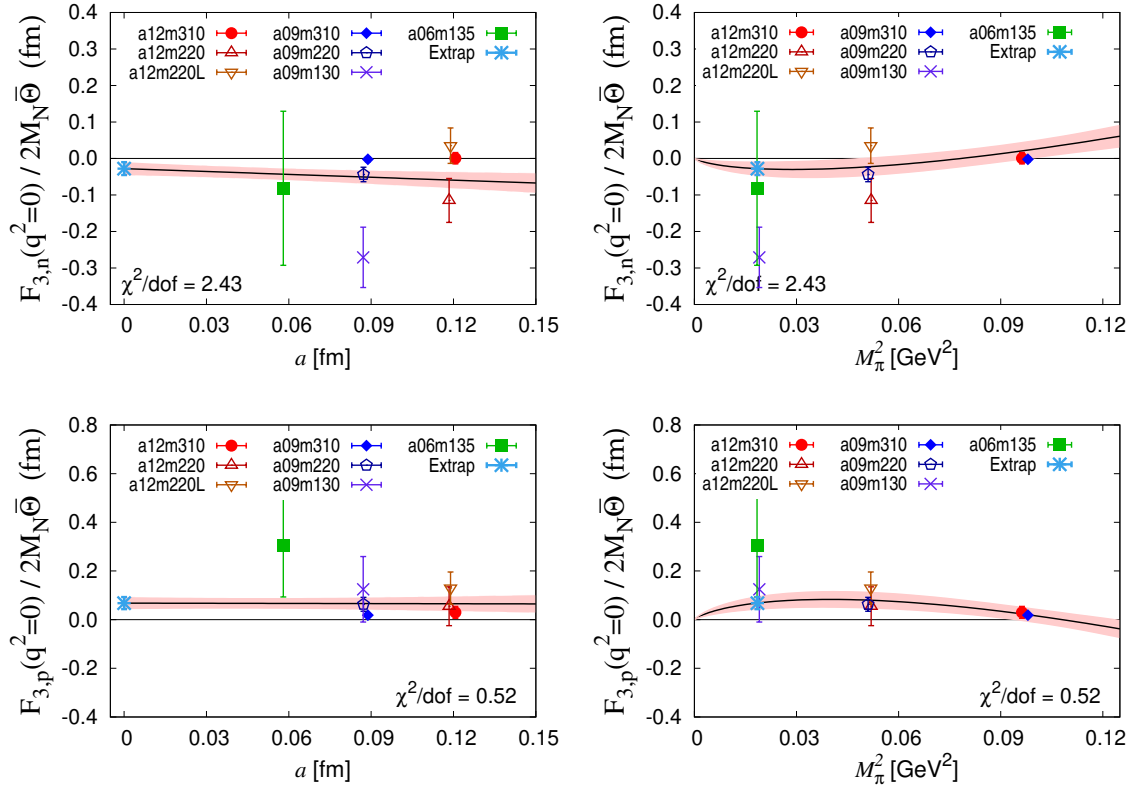 F3,n(q²=0) / 2MN Θ̄ (fm)
0.4
0.3
0.2
0.1
0.0
-0.1
-0.2
-0.3
-0.4
a12m310
a12m220
a12m220L
a09m310
a09m220
a09m130
a06m135
Extrap
χ²/dof = 2.43
0 0.03 0.06 0.09 0.12 0.15
a [fm]
F3,n(q²=0) / 2MN Θ̄ (fm)
0.4
0.3
0.2
0.1
0.0
-0.1
-0.2
-0.3
-0.4
a12m310
a12m220
a12m220L
a09m310
a09m220
a09m130
a06m135
Extrap
χ²/dof = 2.43
0 0.03 0.06 0.09 0.12
Mπ² [GeV²]
F3,p(q²=0) / 2MN Θ̄ (fm)
0.8
0.6
0.4
0.2
0.0
-0.2
-0.4
a12m310
a12m220
a12m220L
a09m310
a09m220
a09m130
a06m135
Extrap
χ²/dof = 0.52
0 0.03 0.06 0.09 0.12 0.15
a [fm]
F3,p(q²=0) / 2MN Θ̄ (fm)
0.8
0.6
0.4
0.2
0.0
-0.2
-0.4
a12m310
a12m220
a12m220L
a09m310
a09m220
a09m130
a06m135
Extrap
χ²/dof = 0.52
0 0.03 0.06 0.09 0.12
Mπ² [GeV²]